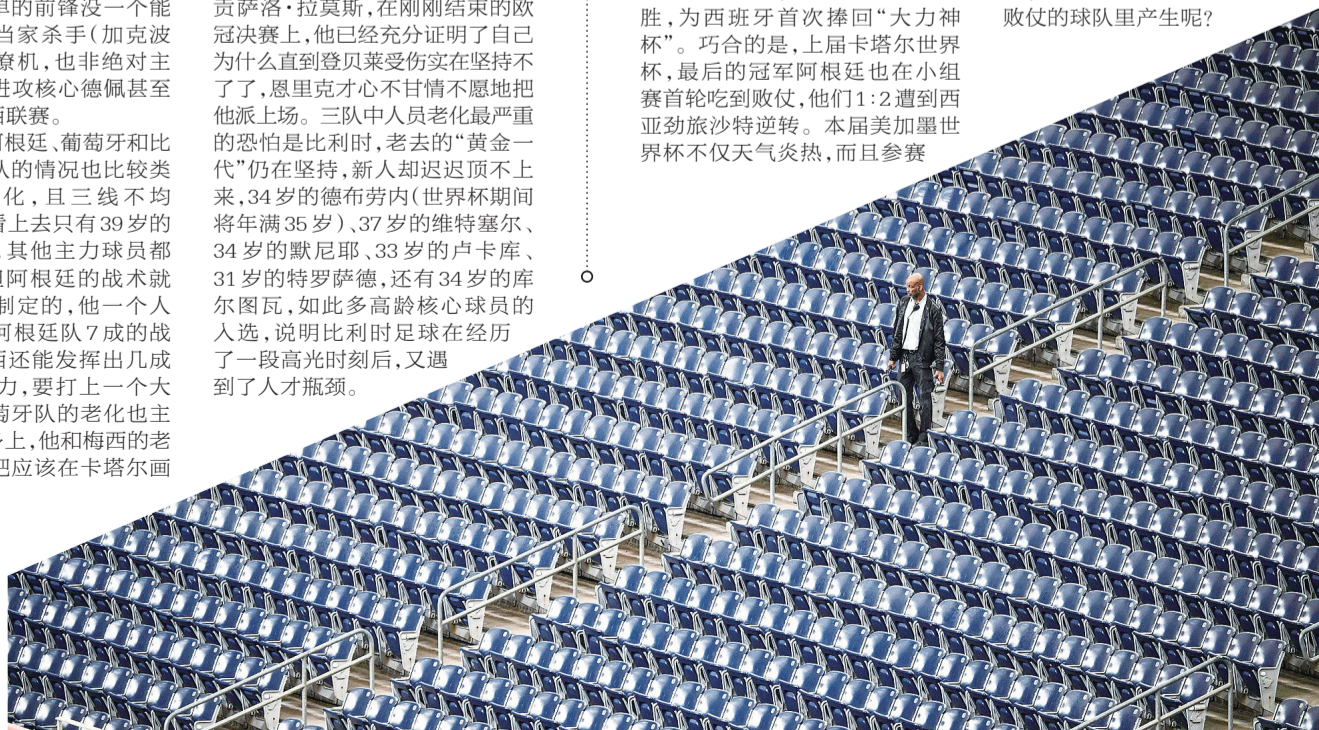 单的前锋没一个能
当家杀手(加克波
僚机，也非绝对主
进攻核心德佩甚至
西联赛。
阿根廷、葡萄牙和比
队的情况也比较类
化，且三线不均
看上去只有39岁的
其他主力球员都
但阿根廷的战术就
制定的，他一个人
阿根廷队7成的战
西还能发挥出几成
力，要打上一个大
萄牙队的老化也主
身上，他和梅西的老
把应该在卡塔尔画
贡萨洛·拉莫斯，在刚刚结束的欧
冠决赛上，他已经充分证明了自己
为什么直到登贝莱受伤实在坚持不
了了，恩里克才心不甘情不愿地把
他派上场。三队中人员老化最严重
的恐怕是比利时，老去的“黄金一
代”仍在坚持，新人却迟迟顶不上
来，34岁的德布劳内(世界杯期间
将年满35岁)、37岁的维特塞尔、
34岁的默尼耶、33岁的卢卡库、
31岁的特罗萨德，还有34岁的库
尔图瓦，如此多高龄核心球员的
入选，说明比利时足球在经历
了一段高光时刻后，又遇
到了人才瓶颈。
胜，为西班牙首次捧回“大力神
杯”。巧合的是，上届卡塔尔世界
杯，最后的冠军阿根廷也在小组
赛首轮吃到败仗，他们1:2遭到西
亚劲旅沙特逆转。本届美加墨世
界杯不仅天气炎热，而且参赛
败仗的球队里产生呢?